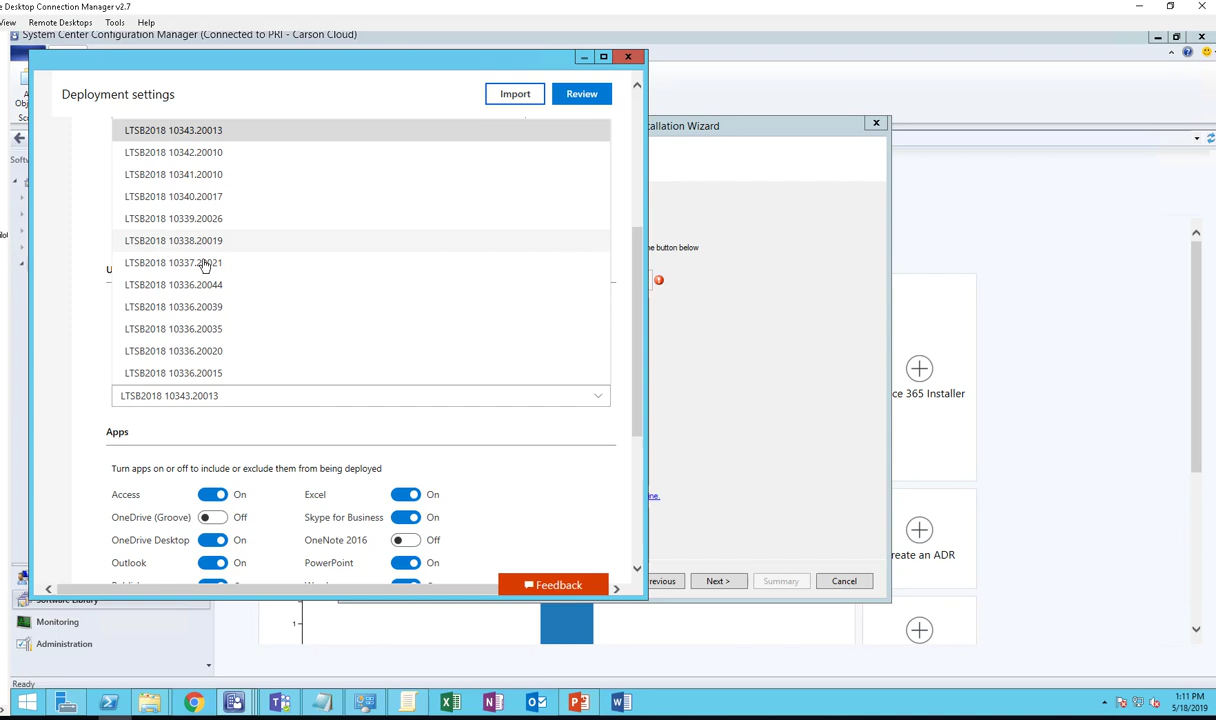 e Desktop Connection Manager v2.7
View Remote Desktops Tools Help
System Center Configuration Manager (Connected to PRI - Carson Cloud)
Deployment settings
Import
Review
LTSB2018 10343.20013
LTSB2018 10342.20010
LTSB2018 10341.20010
LTSB2018 10340.20017
LTSB2018 10339.20026
LTSB2018 10338.20019
LTSB2018 10337.20021
LTSB2018 10336.20044
LTSB2018 10336.20039
LTSB2018 10336.20035
LTSB2018 10336.20020
LTSB2018 10336.20015
LTSB2018 10343.20013
Apps
Turn apps on or off to include or exclude them from being deployed
Access On Excel On
OneDrive (Groove) Off Skype for Business On
OneDrive Desktop On OneNote 2016 Off
Outlook On PowerPoint On
Feedback
tallation Wizard
he button below
ine.
revious Next > Summary Cancel
ce 365 Installer
reate an ADR
1
Software Library
Monitoring
Administration
Ready
1:11 PM
5/18/2019